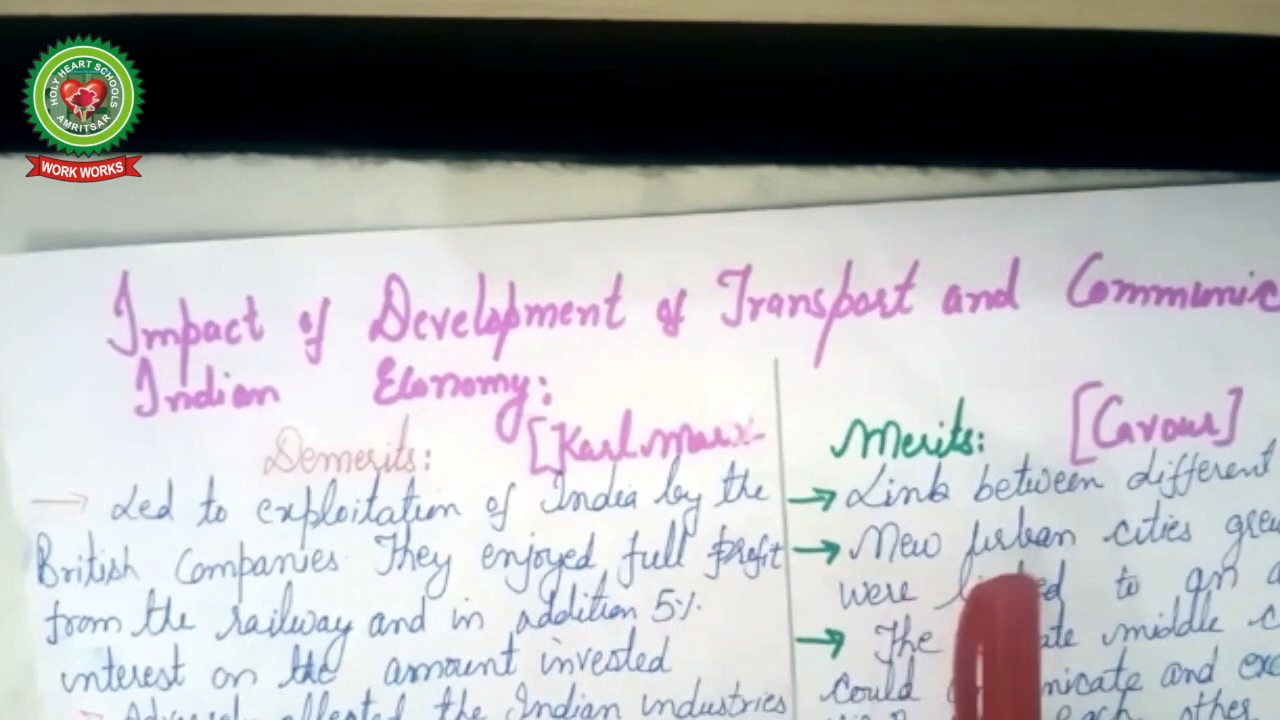 HOLY HEART SCHOOLS
AMRITSAR
WORK WORKS
Impact of Development of Transport and Communic
Indian Economy:
Demerits: [Karl Marx-
→ Led to exploitation of India by the
British Companies They enjoyed full profit
from the railway and in addition 5%
interest on the amount invested
the Indian industries
Merits: [Cavour]
→ Link between different
→ New urban cities
were to an
→ The middle
could and
each other